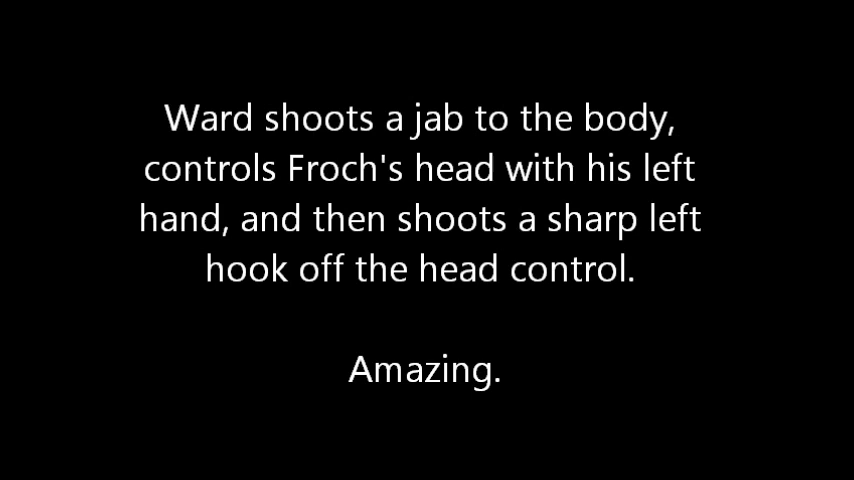 Ward shoots a jab to the body,
controls Froch's head with his left
hand, and then shoots a sharp left
hook off the head control.
Amazing.